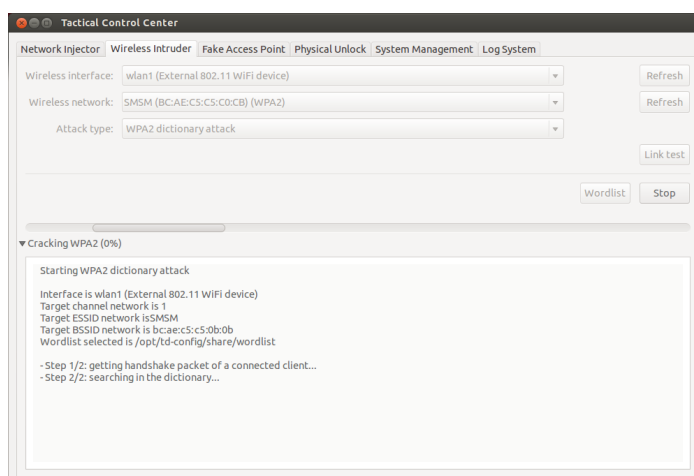 Tactical Control Center
Network Injector Wireless Intruder Fake Access Point Physical Unlock System Management Log System
Wireless interface: wlan1 (External 802.11 WiFi device) Refresh
Wireless network: SMSM (BC:AE:C5:C5:C0:CB) (WPA2) Refresh
Attack type: WPA2 dictionary attack
Link test
Wordlist Stop
Cracking WPA2 (0%)
Starting WPA2 dictionary attack
Interface is wlan1 (External 802.11 WiFi device)
Target channel network is 1
Target ESSID network isSMSM
Target BSSID network is bc:ae:c5:c5:0b:0b
Wordlist selected is /opt/td-config/share/wordlist
- Step 1/2: getting handshake packet of a connected client...
- Step 2/2: searching in the dictionary...